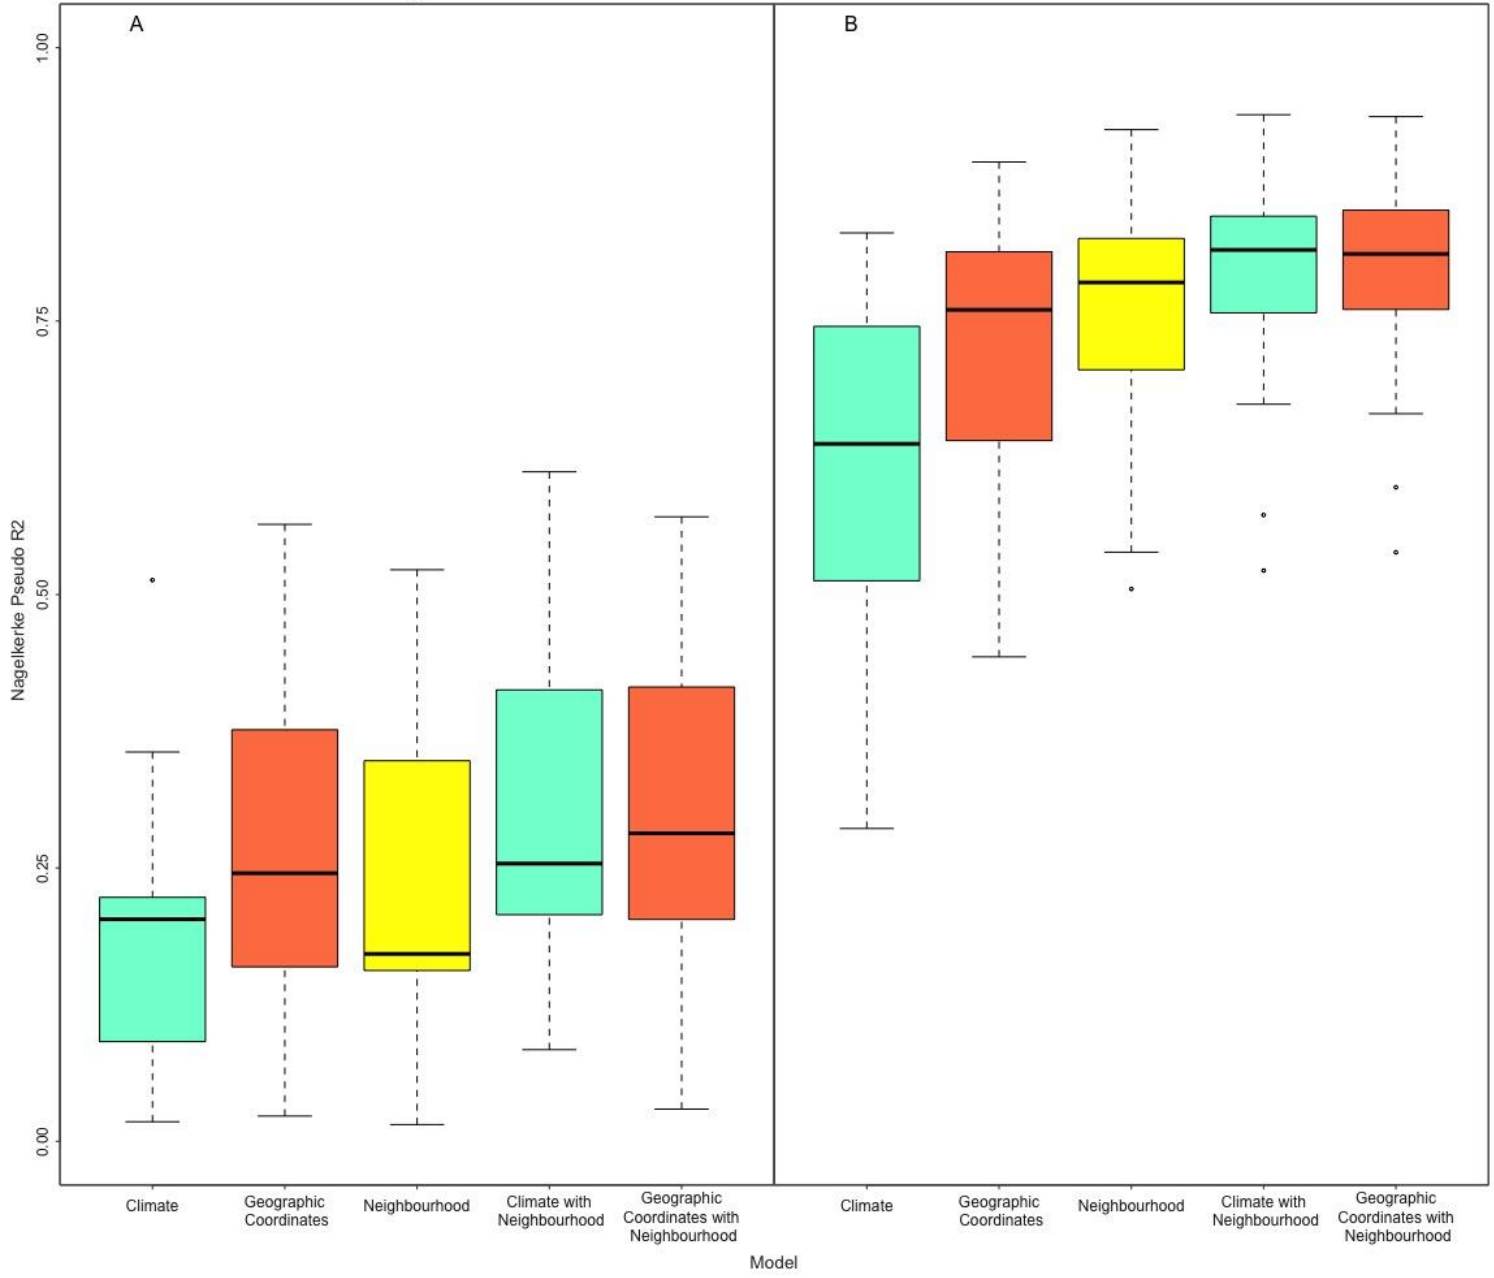 A
B
Nagelkerke Pseudo R2
1.00
0.75
0.50
0.25
0.00
Climate
Geographic
Coordinates
Neighbourhood
Climate with
Neighbourhood
Geographic
Coordinates with
Neighbourhood
Climate
Geographic
Coordinates
Neighbourhood
Climate with
Neighbourhood
Geographic
Coordinates with
Neighbourhood
Model